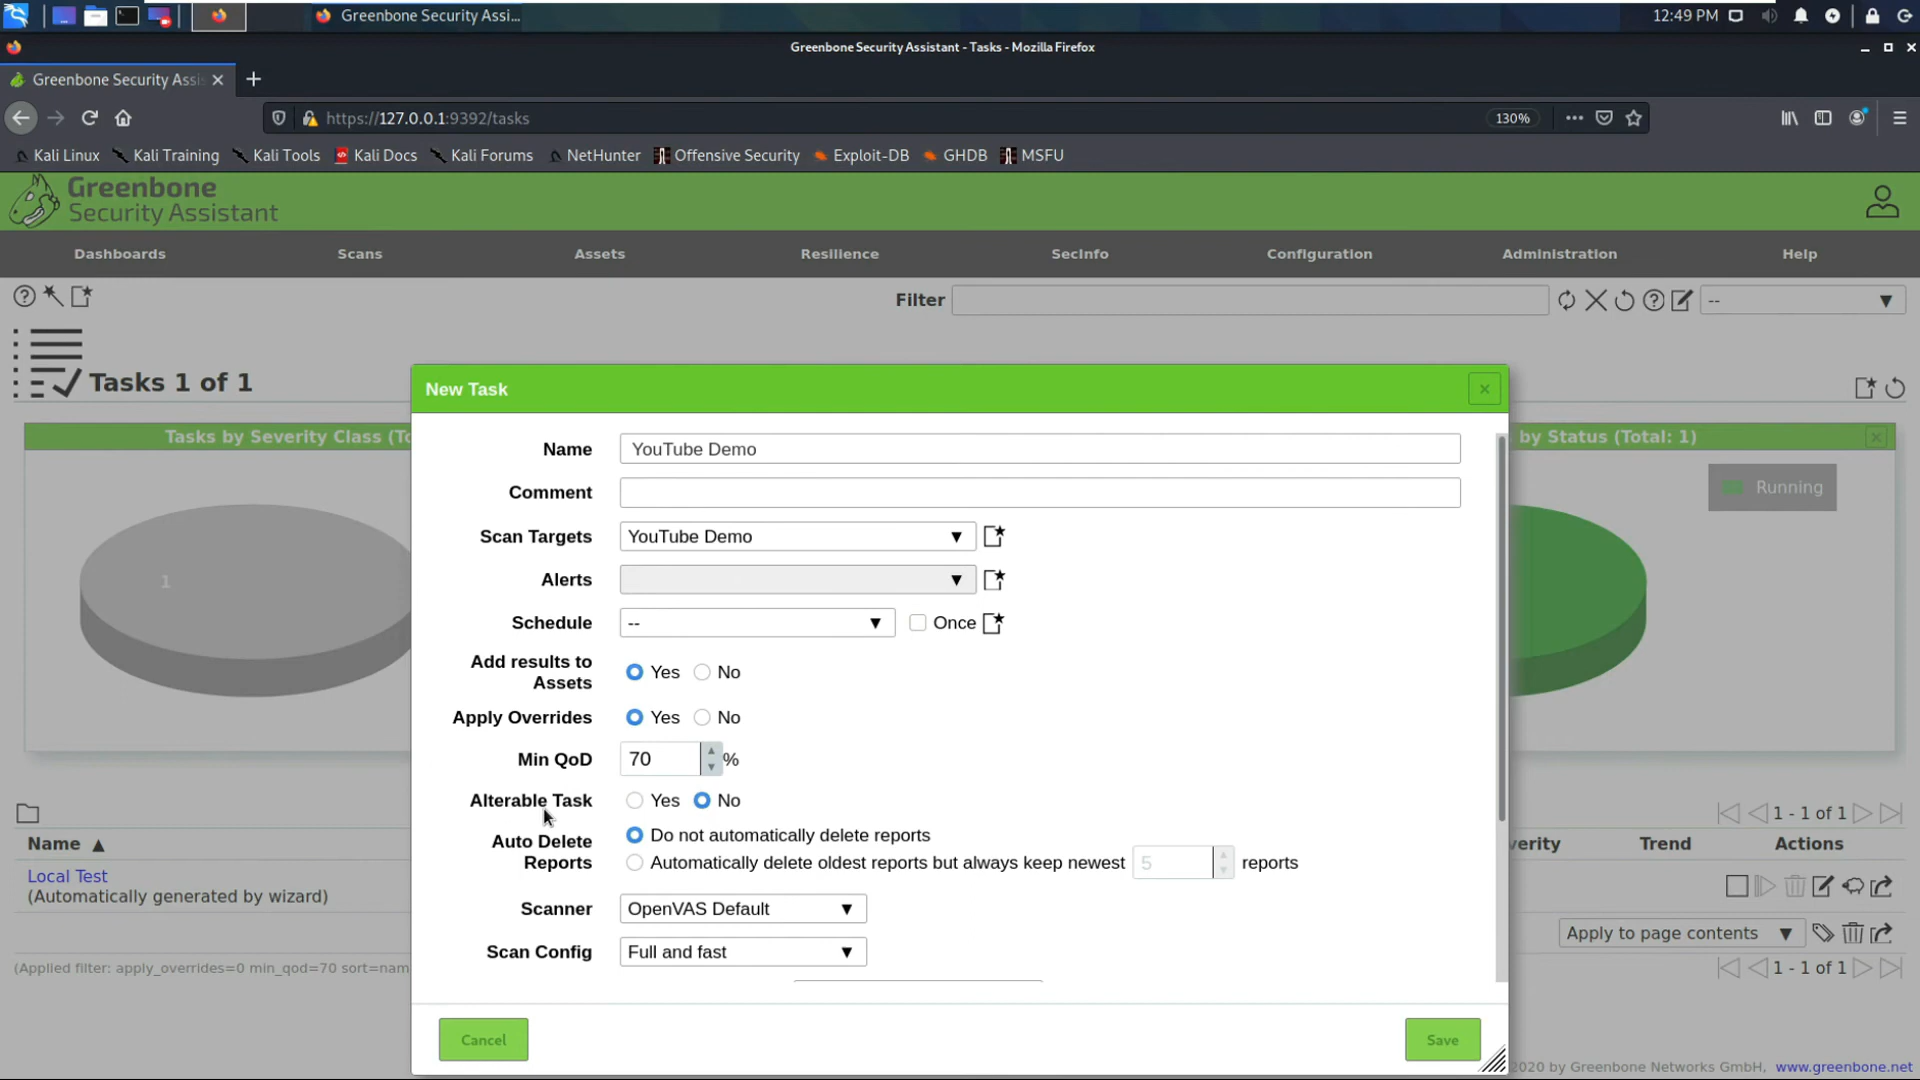 Greenbone Security Assi...
12:49 PM
Greenbone Security Assistant - Tasks - Mozilla Firefox
Greenbone Security Assis
https://127.0.0.1:9392/tasks
130%
Kali Linux
Kali Training
Kali Tools
Kali Docs
Kali Forums
NetHunter
Offensive Security
Exploit-DB
GHDB
MSFU
Greenbone
Security Assistant
Dashboards
Scans
Assets
Resilience
SecInfo
Configuration
Administration
Help
Filter
--
Tasks 1 of 1
Tasks by Severity Class (To
by Status (Total: 1)
Running
1
New Task
Name
YouTube Demo
Comment
Scan Targets
YouTube Demo
Alerts
Schedule
--
Once
Add results to
Assets
Yes
No
Apply Overrides
Yes
No
Min QoD
70
%
Alterable Task
Yes
No
Auto Delete
Reports
Do not automatically delete reports
Automatically delete oldest reports but always keep newest
5
reports
Scanner
OpenVAS Default
Scan Config
Full and fast
Cancel
Save
1 - 1 of 1
Name
verity
Trend
Actions
Local Test
(Automatically generated by wizard)
Apply to page contents
(Applied filter: apply_overrides=0 min_qod=70 sort=nam
1 - 1 of 1
2020 by Greenbone Networks GmbH, www.greenbone.net